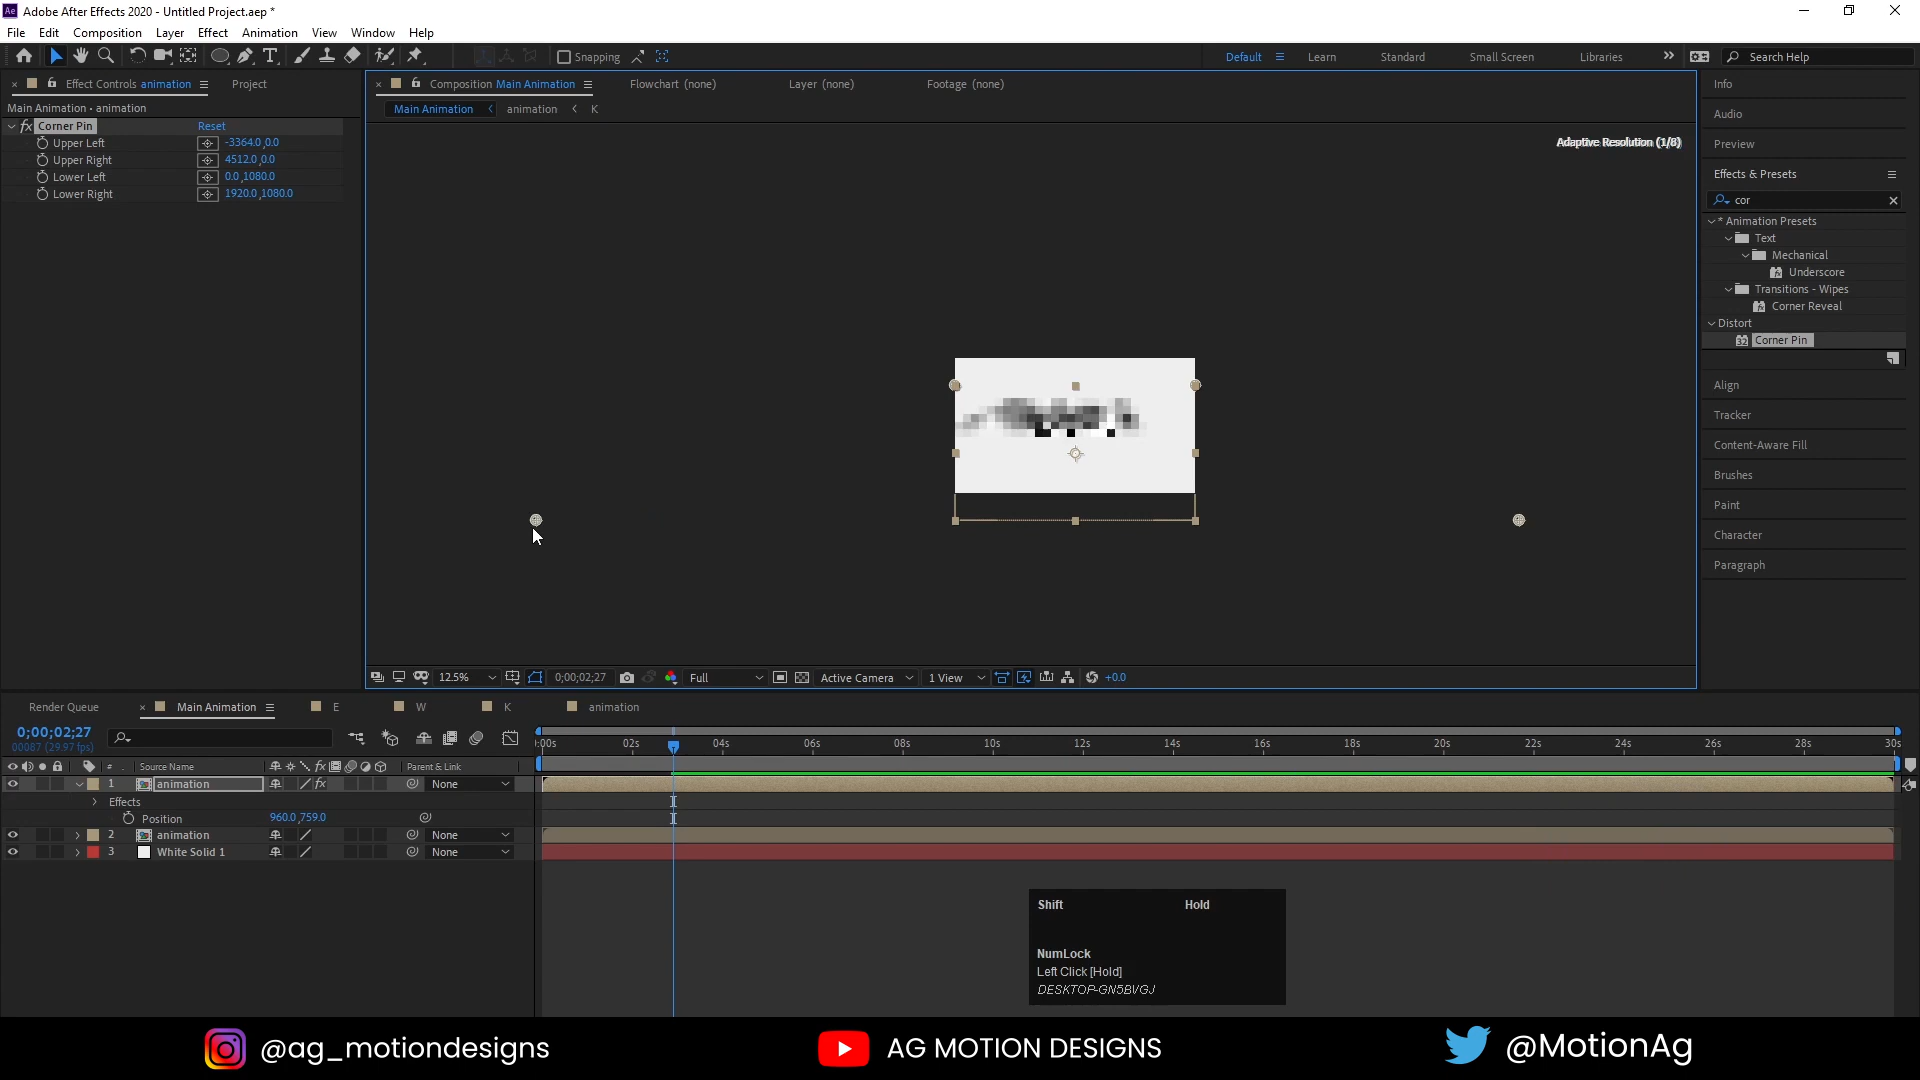 Adobe After Effects 2020 - Untitled Project.aep *
File Edit Composition Layer Effect Animation View Window Help
Snapping
Default Learn Standard Small Screen Libraries Search Help
Effect Controls animation Project
Main Animation • animation
fx Corner Pin Reset
Upper Left -3364.0,0.0
Upper Right 4512.0,0.0
Lower Left 0.0,1080.0
Lower Right 1920.0,1080.0
Composition Main Animation Flowchart (none) Layer (none) Footage (none)
Main Animation animation K
Adaptive Resolution (1/8)
12.5% 0;00;02;27 Full Active Camera 1 View +0.0
Info
Audio
Preview
Effects & Presets
cor
* Animation Presets
Text
Mechanical
Underscore
Transitions - Wipes
Corner Reveal
Distort
32 Corner Pin
Align
Tracker
Content-Aware Fill
Brushes
Paint
Character
Paragraph
Render Queue Main Animation E W K animation
0;00;02;27
00087 (29.97 fps)
:00s 02s 04s 06s 08s 10s 12s 14s 16s 18s 20s 22s 24s 26s 28s 30s
# Source Name fx Parent & Link
1 animation fx None
Effects
Position 960.0,759.0
2 animation None
3 White Solid 1 None
Shift Hold
NumLock
Left Click [Hold]
DESKTOP-GN5BVGJ
@ag_motiondesigns AG MOTION DESIGNS @MotionAg